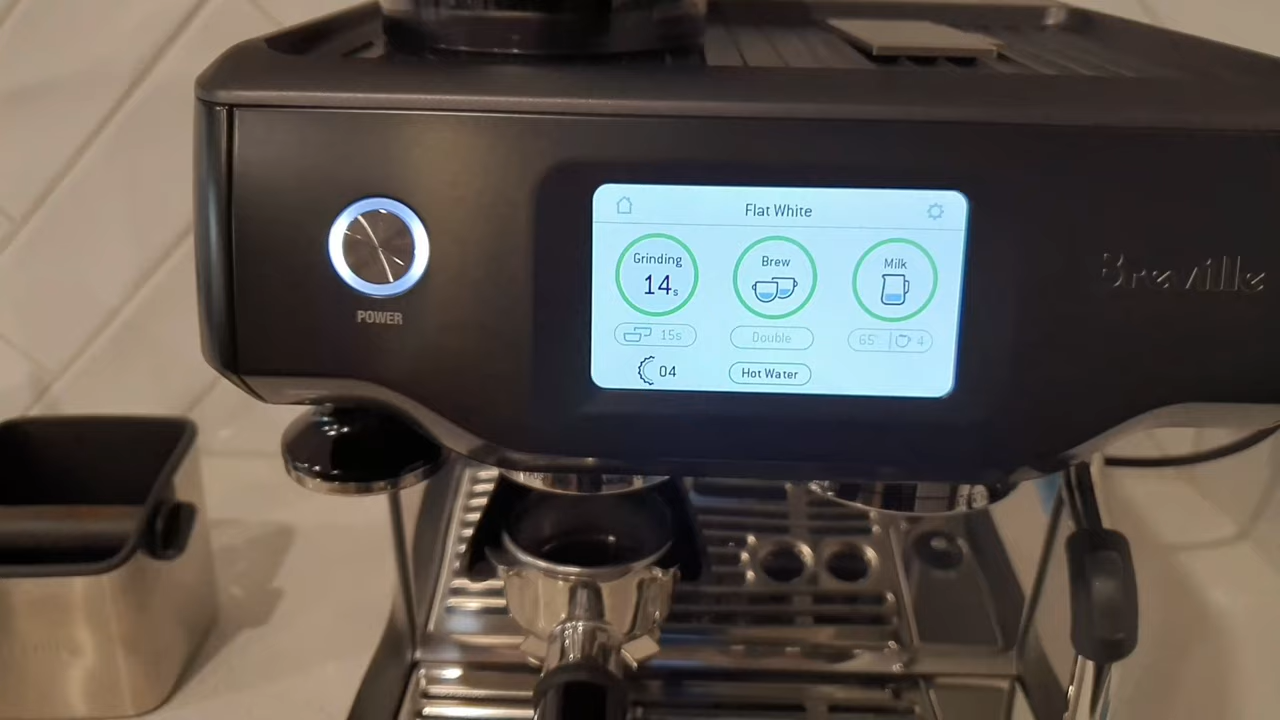 Flat White
Grinding
14s
Brew
Milk
15s
Double
65° 4
04
Hot Water
POWER
Breville